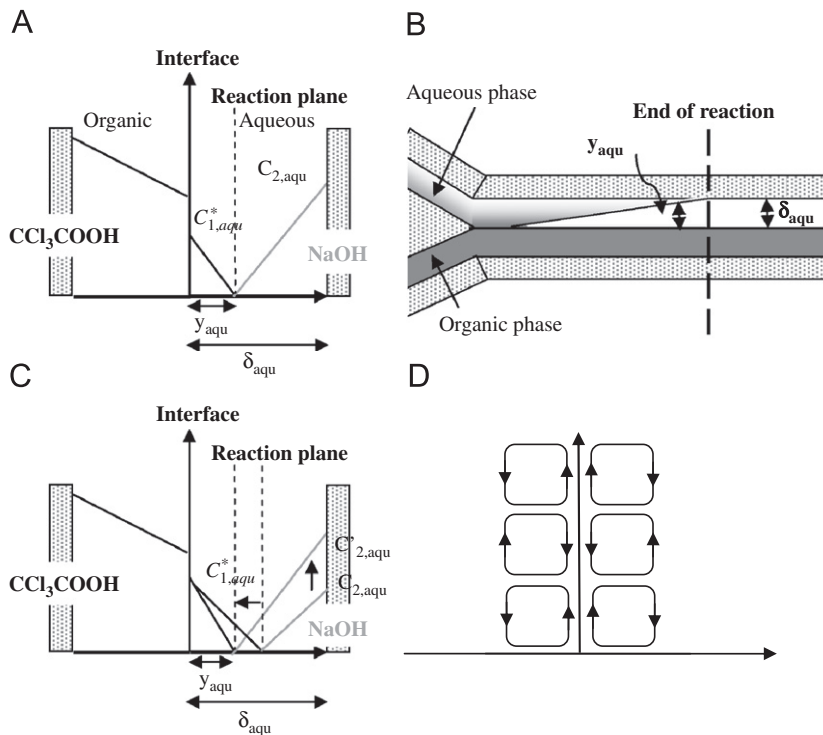 A
Interface
Reaction plane
Organic
Aqueous
C2,aqu
C*1,aqu
CCl3COOH
NaOH
yaqu
δaqu
B
Aqueous phase
End of reaction
yaqu
δaqu
Organic phase
C
Interface
Reaction plane
C'2,aqu
C*1,aqu
C2,aqu
CCl3COOH
NaOH
yaqu
δaqu
D